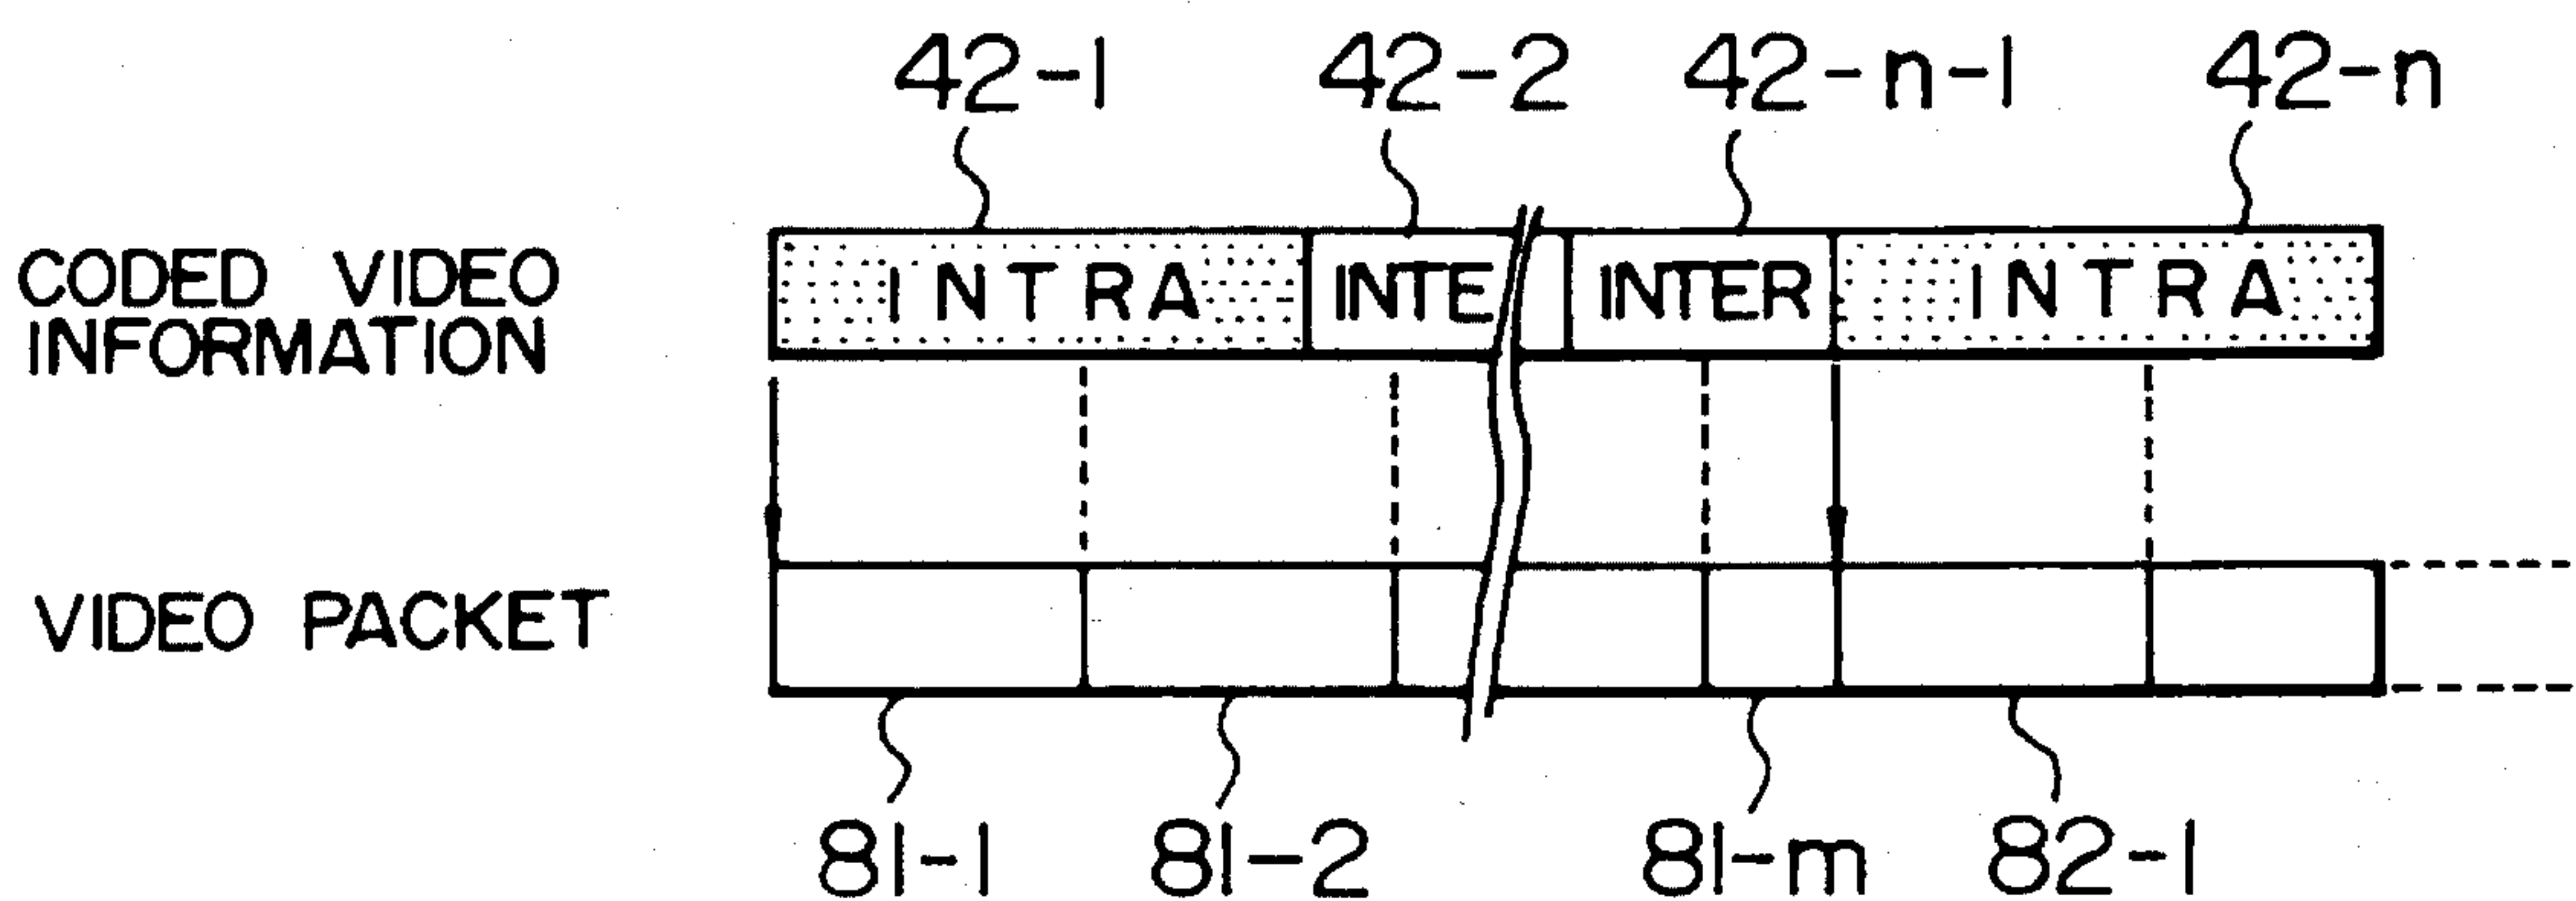 42-1 42-2 42-n-1 42-n
CODED VIDEO
INFORMATION
INTRA INTE INTER INTRA
VIDEO PACKET
81-1 81-2 81-m 82-1